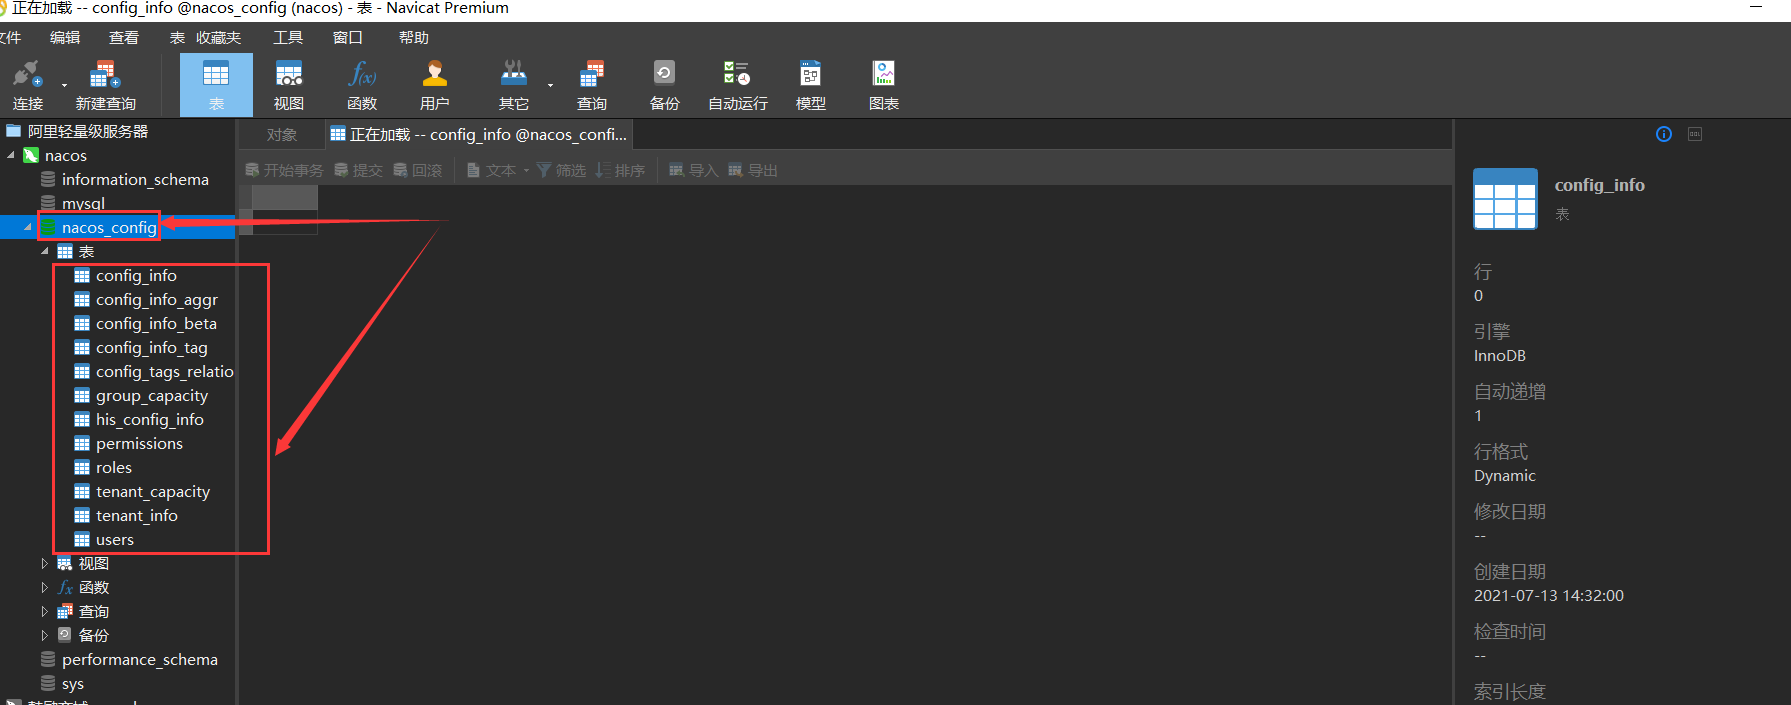 正在加载 -- config_info @nacos_config (nacos) - 表 - Navicat Premium
文件 编辑 查看 表 收藏夹 工具 窗口 帮助
连接 新建查询 表 视图 函数 用户 其它 查询 备份 自动运行 模型 图表
阿里轻量级服务器
nacos
information_schema
mysql
nacos_config
表
config_info
config_info_aggr
config_info_beta
config_info_tag
config_tags_relatio
group_capacity
his_config_info
permissions
roles
tenant_capacity
tenant_info
users
视图
函数
查询
备份
performance_schema
sys
对象 正在加载 -- config_info @nacos_confi...
开始事务 提交 回滚 文本 筛选 排序 导入 导出
config_info
表
行
0
引擎
InnoDB
自动递增
1
行格式
Dynamic
修改日期
--
创建日期
2021-07-13 14:32:00
检查时间
--
索引长度